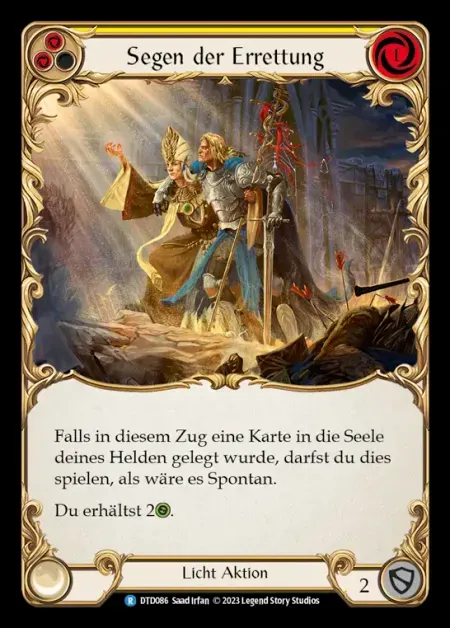 Segen der Errettung
1
Falls in diesem Zug eine Karte in die Seele
deines Helden gelegt wurde, darfst du dies
spielen, als wäre es Spontan.
Du erhältst 2.
Licht Aktion
2
R DTD086 Saad Irfan © 2023 Legend Story Studios